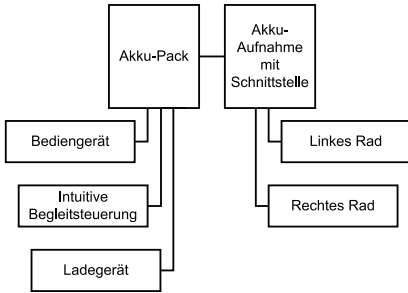 Akku-Pack
Akku-
Aufnahme
mit
Schnittstelle
Bediengerät
Linkes Rad
Intuitive
Begleitsteuerung
Rechtes Rad
Ladegerät